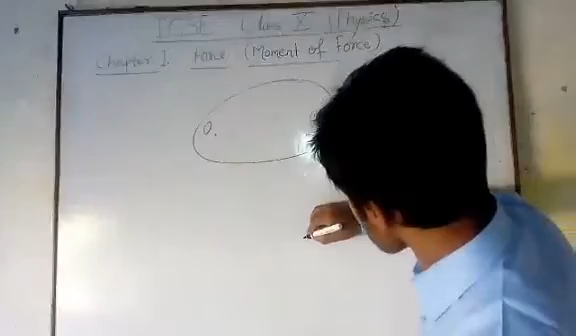 ICSE Class X (Physics)
Chapter 1. Force (Moment of Force)
O.